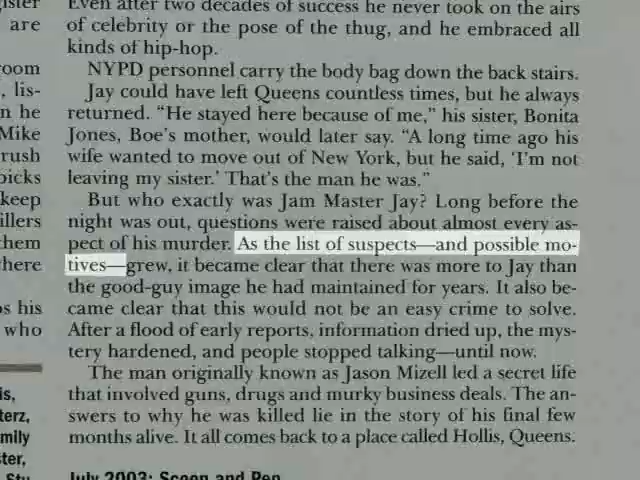 ister
are
room
, lis-
n he
Mike
rush
picks
keep
illers
them
here
os his
who
is,
terz,
mily
ster,
Even after two decades of success he never took on the airs
of celebrity or the pose of the thug, and he embraced all
kinds of hip-hop.
NYPD personnel carry the body bag down the back stairs.
Jay could have left Queens countless times, but he always
returned. “He stayed here because of me,” his sister, Bonita
Jones, Boe’s mother, would later say. “A long time ago his
wife wanted to move out of New York, but he said, ‘I’m not
leaving my sister.’ That’s the man he was.”
But who exactly was Jam Master Jay? Long before the
night was out, questions were raised about almost every as-
pect of his murder. As the list of suspects—and possible mo-
tives—grew, it became clear that there was more to Jay than
the good-guy image he had maintained for years. It also be-
came clear that this would not be an easy crime to solve.
After a flood of early reports, information dried up, the mys-
tery hardened, and people stopped talking—until now.
The man originally known as Jason Mizell led a secret life
that involved guns, drugs and murky business deals. The an-
swers to why he was killed lie in the story of his final few
months alive. It all comes back to a place called Hollis, Queens.
July 2003: Scoon and Pen